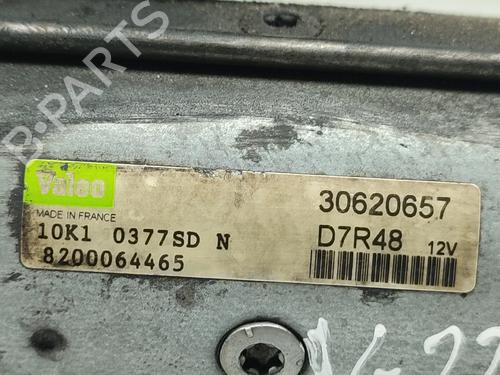 B-PARTS
Valeo
MADE IN FRANCE
10K1 0377SD N
8200064465
30620657
D7R48 12V